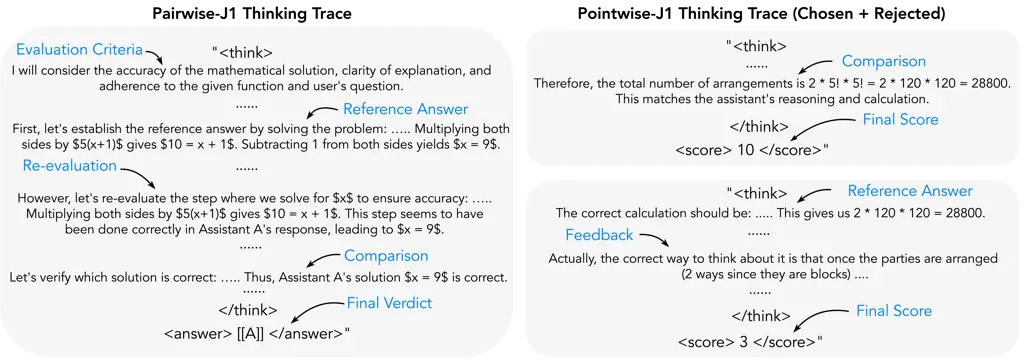 Pairwise-J1 Thinking Trace
Evaluation Criteria
"<think>
I will consider the accuracy of the mathematical solution, clarity of explanation, and
adherence to the given function and user's question.
......
Reference Answer
First, let's establish the reference answer by solving the problem: ….. Multiplying both
sides by $5(x+1)$ gives $10 = x + 1$. Subtracting 1 from both sides yields $x = 9$.
Re-evaluation
......
However, let's re-evaluate the step where we solve for $x$ to ensure accuracy: …..
Multiplying both sides by $5(x+1)$ gives $10 = x + 1$. This step seems to have
been done correctly in Assistant A's response, leading to $x = 9$.
......
Comparison
Let's verify which solution is correct: ….. Thus, Assistant A's solution $x = 9$ is correct.
......
</think>
Final Verdict
<answer> [[A]] </answer>"
Pointwise-J1 Thinking Trace (Chosen + Rejected)
"<think>
......
Comparison
Therefore, the total number of arrangements is 2 * 5! * 5! = 2 * 120 * 120 = 28800.
This matches the assistant's reasoning and calculation.
</think>
Final Score
<score> 10 </score>"
"<think>
Reference Answer
The correct calculation should be: ..... This gives us 2 * 120 * 120 = 28800.
......
Feedback
Actually, the correct way to think about it is that once the parties are arranged
(2 ways since they are blocks) ....
......
</think>
Final Score
<score> 3 </score>"